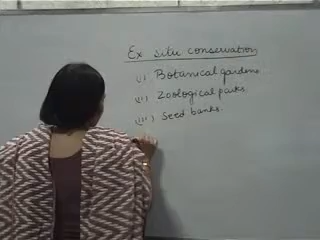 Ex situ conservation
(i) Botanical gardens
(ii) Zoological parks.
(iii) Seed banks.